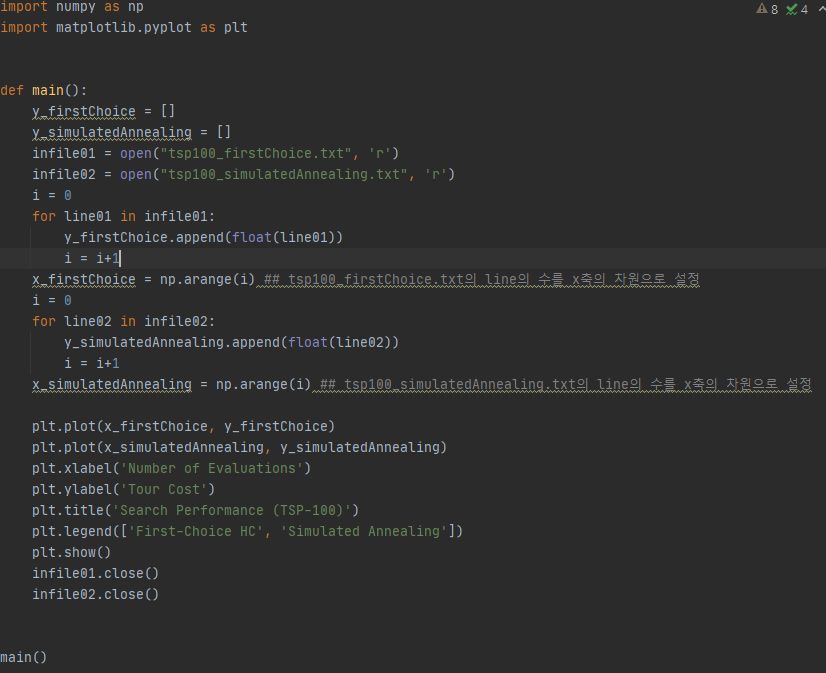 import numpy as np
import matplotlib.pyplot as plt
8 4
def main():
    y_firstChoice = []
    y_simulatedAnnealing = []
    infile01 = open("tsp100_firstChoice.txt", 'r')
    infile02 = open("tsp100_simulatedAnnealing.txt", 'r')
    i = 0
    for line01 in infile01:
        y_firstChoice.append(float(line01))
        i = i+1
    x_firstChoice = np.arange(i) ## tsp100_firstChoice.txt의 line의 수를 x축의 차원으로 설정
    i = 0
    for line02 in infile02:
        y_simulatedAnnealing.append(float(line02))
        i = i+1
    x_simulatedAnnealing = np.arange(i) ## tsp100_simulatedAnnealing.txt의 line의 수를 x축의 차원으로 설정
    plt.plot(x_firstChoice, y_firstChoice)
    plt.plot(x_simulatedAnnealing, y_simulatedAnnealing)
    plt.xlabel('Number of Evaluations')
    plt.ylabel('Tour Cost')
    plt.title('Search Performance (TSP-100)')
    plt.legend(['First-Choice HC', 'Simulated Annealing'])
    plt.show()
    infile01.close()
    infile02.close()
main()